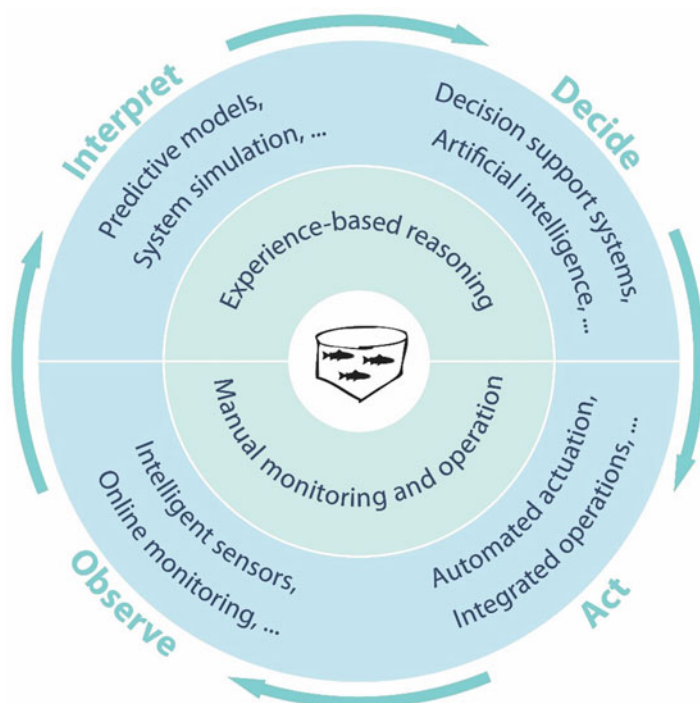 Interpret
Predictive models,
System simulation, ...
Decide
Decision support systems,
Artificial intelligence, ...
Experience-based reasoning
Manual monitoring and operation
Observe
Intelligent sensors,
Online monitoring, ...
Act
Automated actuation,
Integrated operations, ...